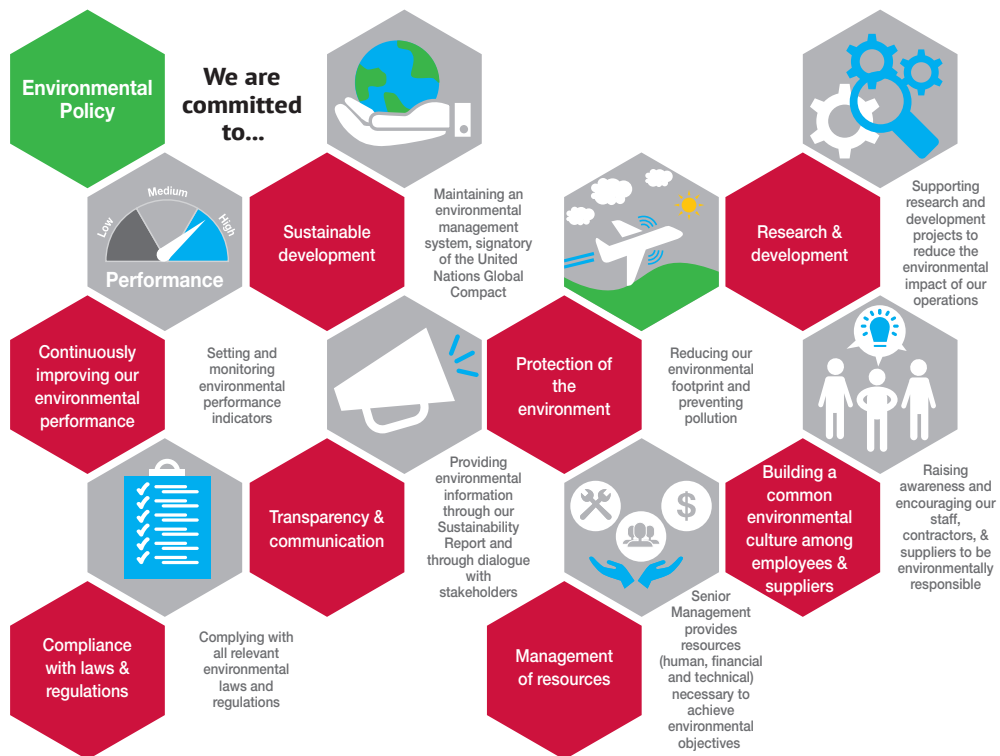 Environmental
Policy
We are
committed
to...
Low
Medium
High
Performance
Sustainable
development
Maintaining an
environmental
management
system, signatory
of the United
Nations Global
Compact
Research &
development
Supporting
research and
development
projects to
reduce the
environmental
impact of our
operations
Continuously
improving our
environmental
performance
Setting and
monitoring
environmental
performance
indicators
Protection of
the
environment
Reducing our
environmental
footprint and
preventing
pollution
Transparency &
communication
Providing
environmental
information
through our
Sustainability
Report and
through dialogue
with
stakeholders
$
Building a
common
environmental
culture among
employees &
suppliers
Raising
awareness and
encouraging our
staff,
contractors, &
suppliers to be
environmentally
responsible
Compliance
with laws &
regulations
Complying with
all relevant
environmental
laws and
regulations
Management
of resources
Senior
Management
provides
resources
(human, financial
and technical)
necessary to
achieve
environmental
objectives